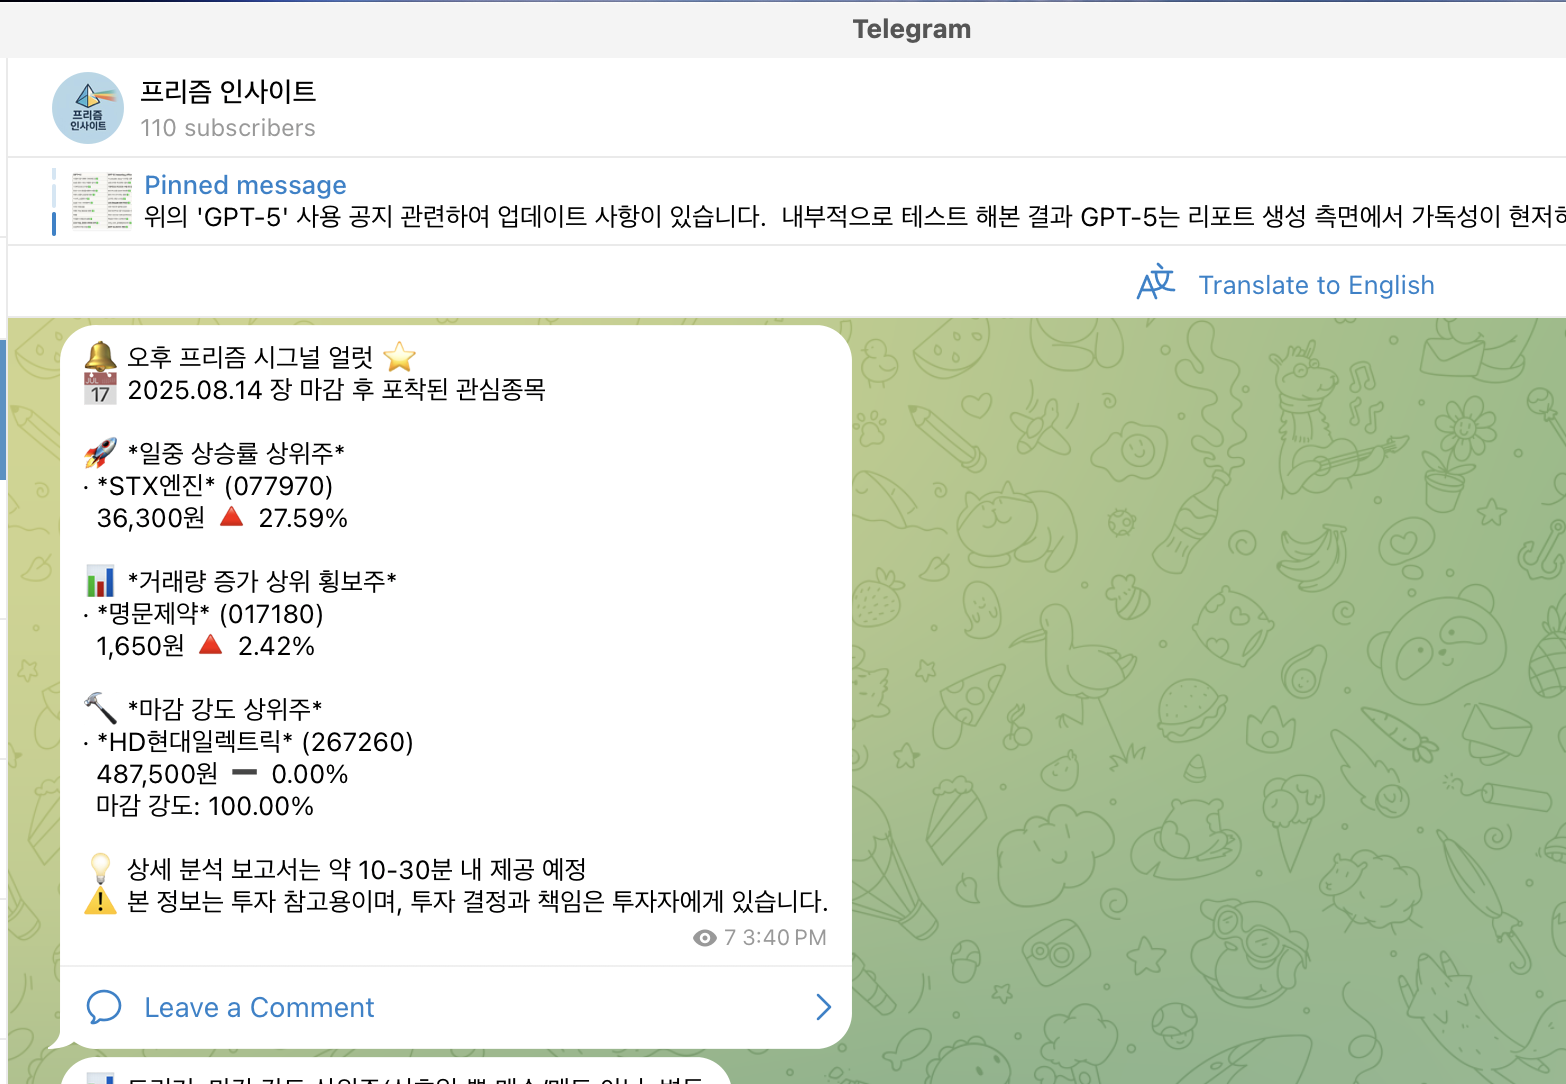 Telegram
프리즘 인사이트
110 subscribers
프리즘
인사이트
Pinned message
위의 'GPT-5' 사용 공지 관련하여 업데이트 사항이 있습니다. 내부적으로 테스트 해본 결과 GPT-5는 리포트 생성 측면에서 가독성이
Translate to English
🔔 오후 프리즘 시그널 얼럿 ⭐
📅 2025.08.14 장 마감 후 포착된 관심종목
🚀 *일중 상승률 상위주*
· *STX엔진* (077970)
36,300원 🔺 27.59%
📊 *거래량 증가 상위 횡보주*
· *명문제약* (017180)
1,650원 🔺 2.42%
🔨 *마감 강도 상위주*
· *HD현대일렉트릭* (267260)
487,500원 ➖ 0.00%
마감 강도: 100.00%
💡 상세 분석 보고서는 약 10-30분 내 제공 예정
⚠️ 본 정보는 투자 참고용이며, 투자 결정과 책임은 투자자에게 있습니다.
7 3:40 PM
Leave a Comment